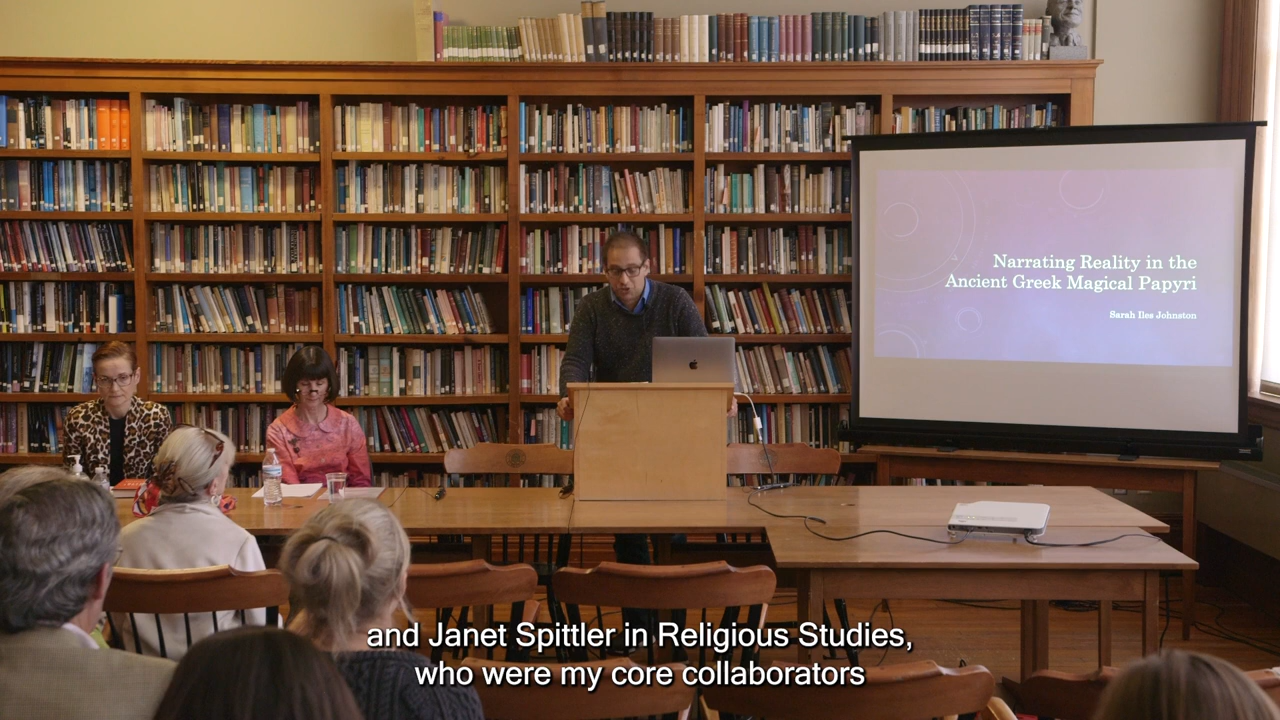 Narrating Reality in the
Ancient Greek Magical Papyri
Sarah Iles Johnston
and Janet Spittler in Religious Studies,
who were my core collaborators